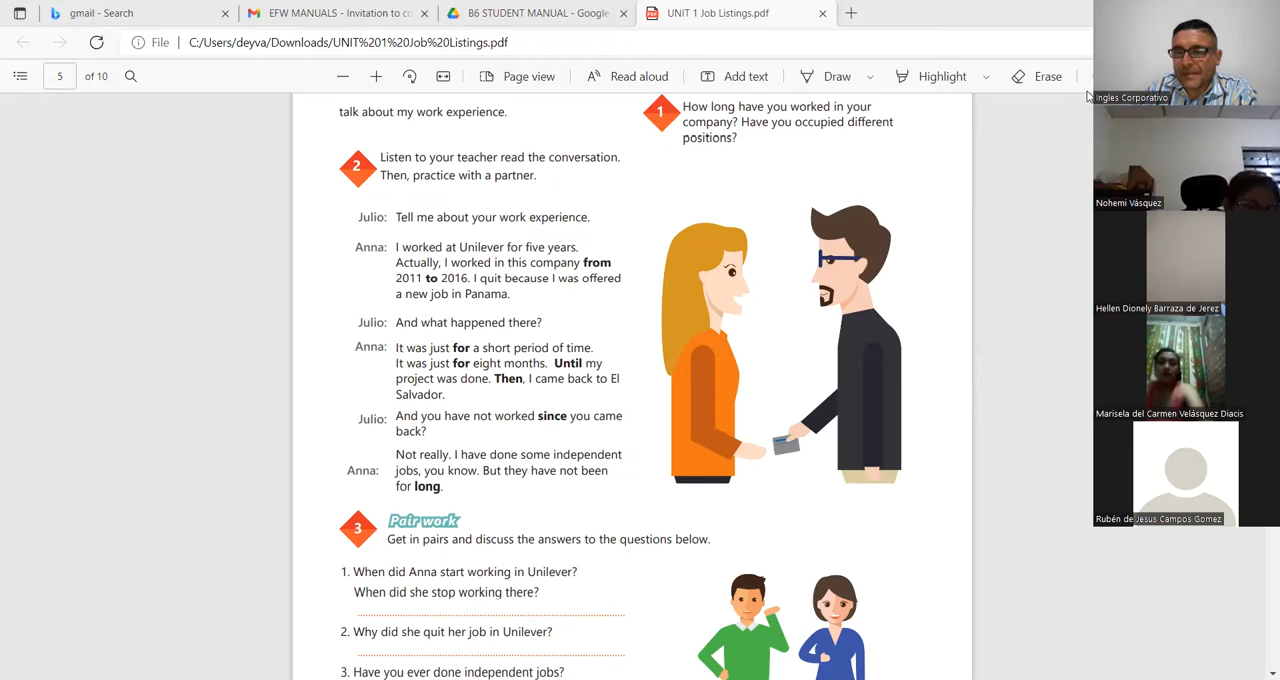 gmail - Search
EFW MANUALS - Invitation to co
B6 STUDENT MANUAL - Google
UNIT 1 Job Listings.pdf
File
C:/Users/deyva/Downloads/UNIT%201%20Job%20Listings.pdf
5
of 10
Page view
Read aloud
Add text
Draw
Highlight
Erase
talk about my work experience.
1
How long have you worked in your
company? Have you occupied different
positions?
2
Listen to your teacher read the conversation.
Then, practice with a partner.
Julio: Tell me about your work experience.
Anna: I worked at Unilever for five years.
Actually, I worked in this company from
2011 to 2016. I quit because I was offered
a new job in Panama.
Julio: And what happened there?
Anna: It was just for a short period of time.
It was just for eight months. Until my
project was done. Then, I came back to El
Salvador.
Julio: And you have not worked since you came
back?
Anna: Not really. I have done some independent
jobs, you know. But they have not been
for long.
3
Pair work
Get in pairs and discuss the answers to the questions below.
1. When did Anna start working in Unilever?
When did she stop working there?
2. Why did she quit her job in Unilever?
3. Have you ever done independent jobs?
Ingles Corporativo
Nohemi Vásquez
Hellen Dionely Barraza de Jerez
Marisela del Carmen Velásquez Diacis
Rubén de Jesus Campos Gomez